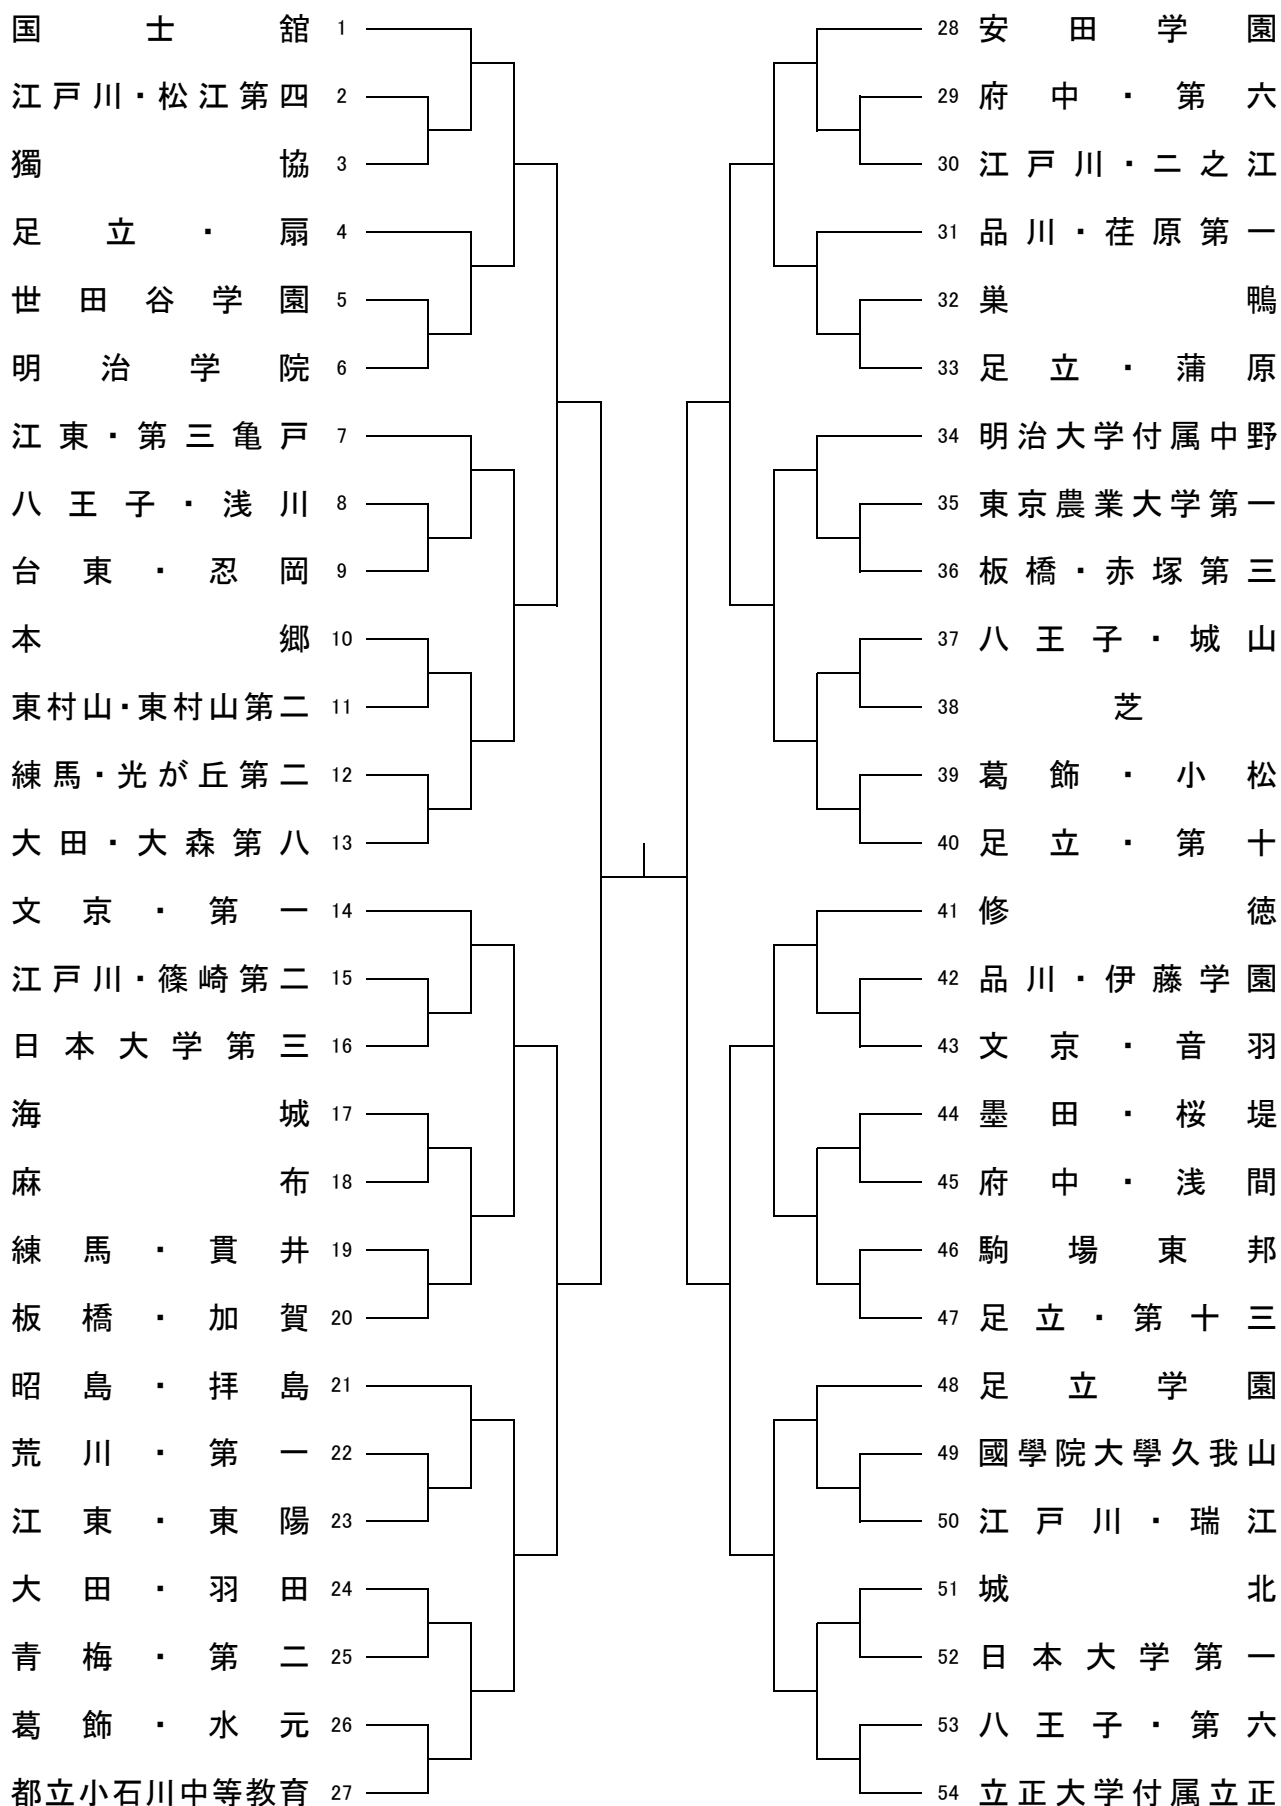 国士舘 1
江戸川・松江第四 2
獨協 3
足立・扇 4
世田谷学園 5
明治学院 6
江東・第三亀戸 7
八王子・浅川 8
台東・忍岡 9
本郷 10
東村山・東村山第二 11
練馬・光が丘第二 12
大田・大森第八 13
文京・第一 14
江戸川・篠崎第二 15
日本大学第三 16
海城 17
麻布 18
練馬・貫井 19
板橋・加賀 20
昭島・拝島 21
荒川・第一 22
江東・東陽 23
大田・羽田 24
青梅・第二 25
葛飾・水元 26
都立小石川中等教育 27
28 安田学園
29 府中・第六
30 江戸川・二之江
31 品川・荏原第一
32 巣鴨
33 足立・蒲原
34 明治大学付属中野
35 東京農業大学第一
36 板橋・赤塚第三
37 八王子・城山
38 芝
39 葛飾・小松
40 足立・第十
41 修徳
42 品川・伊藤学園
43 文京・音羽
44 墨田・桜堤
45 府中・浅間
46 駒場東邦
47 足立・第十三
48 足立学園
49 國學院大學久我山
50 江戸川・瑞江
51 城北
52 日本大学第一
53 八王子・第六
54 立正大学付属立正